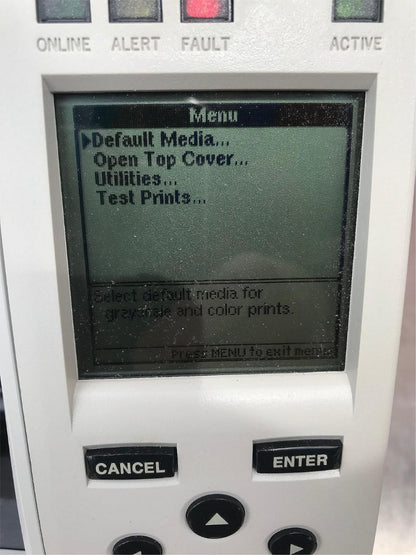 ONLINE ALERT FAULT ACTIVE
Menu
Default Media...
Open Top Cover...
Utilities...
Test Prints...
Select default media for
grayscale and color prints.
Press MENU to exit menu
CANCEL ENTER